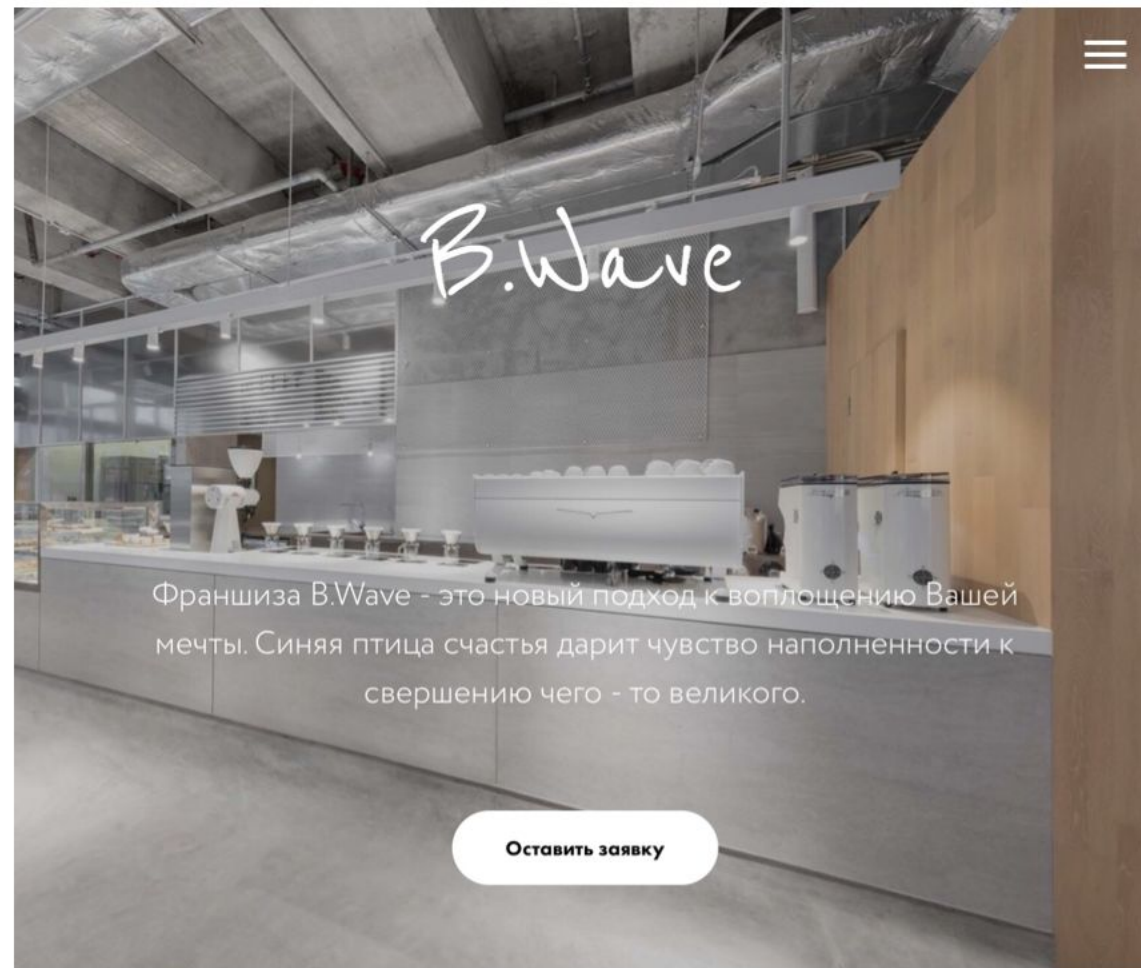 B.Wave
Франшиза B.Wave - это новый подход к воплощению Вашей
мечты. Синяя птица счастья дарит чувство наполненности к
свершению чего - то великого.
Оставить заявку